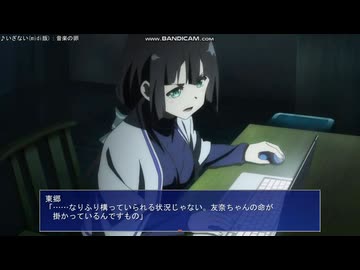 ♪いざない(midi版)：音楽の卵
WWW.BANDICAM.COM
東郷
「……なりふり構っていられる状況じゃない。友奈ちゃんの命が
掛かっているんですもの」